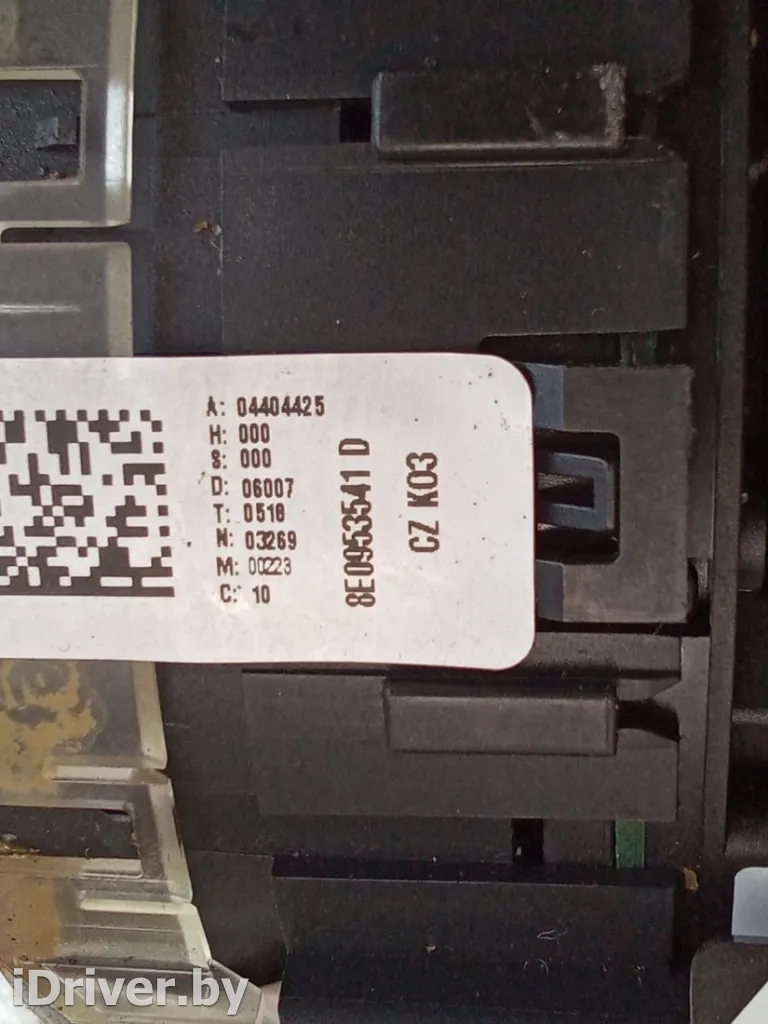 A: 04404425
H: 000
S: 000
D: 06007
T: 0518
N: 03269
M: 00223
C: 10
8E0953541 D
CZ K03
iDriver.by